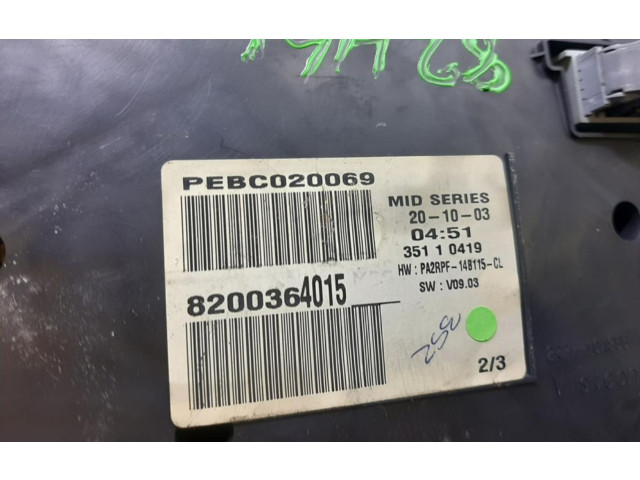 PEBC020069
MID SERIES
20-10-03
04:51
351 1 0419
HW : PA2RPF-14B115-CL
SW : V09.03
8200364015
2/3